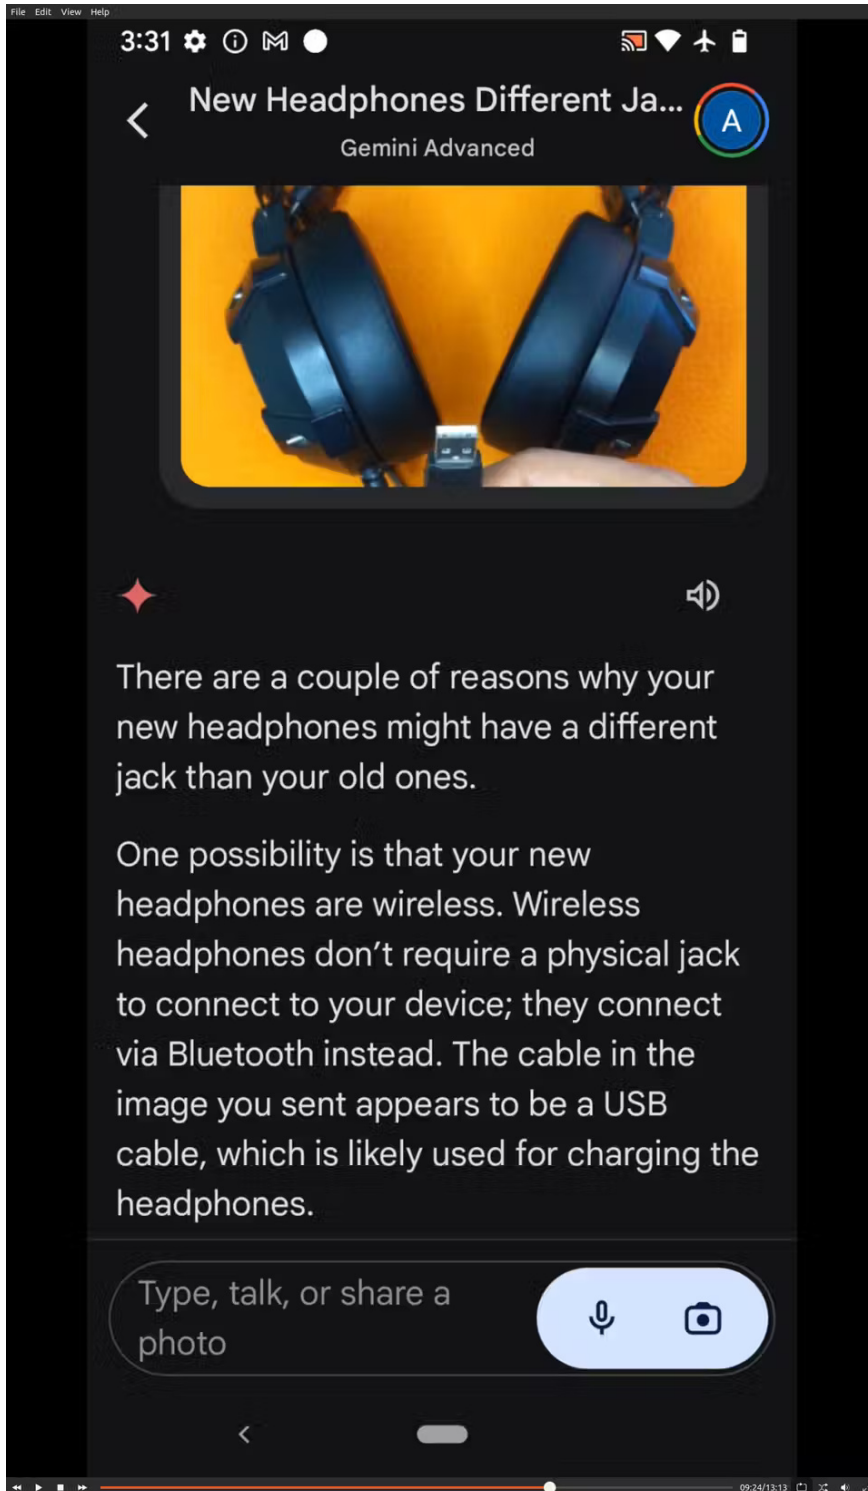 File Edit View Help
3:31
New Headphones Different Ja...
A
Gemini Advanced
There are a couple of reasons why your
new headphones might have a different
jack than your old ones.
One possibility is that your new
headphones are wireless. Wireless
headphones don’t require a physical jack
to connect to your device; they connect
via Bluetooth instead. The cable in the
image you sent appears to be a USB
cable, which is likely used for charging the
headphones.
Type, talk, or share a
photo
09:24/13:13